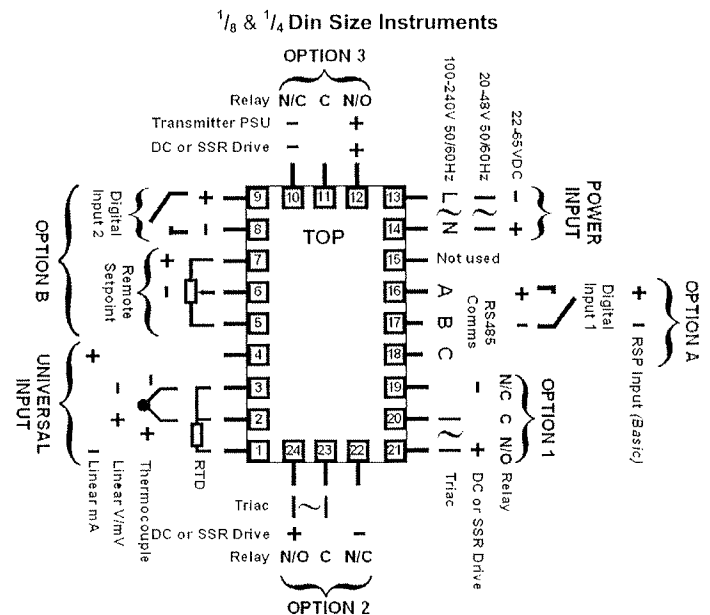 1/8 & 1/4 Din Size Instruments
OPTION 3
Relay N/C C N/O
Transmitter PSU − +
DC or SSR Drive − +
100-240V 50/60Hz
L ~ N
20-48V 50/60Hz
~
22-65VDC
− +
POWER INPUT
OPTION B
Digital Input 2
+
−
Remote Setpoint
+
−
9
10
11
12
13
8
TOP
14
7
15
Not used
6
16
5
17
4
18
3
19
2
20
1
24
23
22
21
A B C
RS485 Comms
+ −
Digital Input 1
+ −
RSP Input (Basic)
OPTION A
OPTION 1
N/C C N/O Relay
− + DC or SSR Drive
~ Triac
UNIVERSAL INPUT
+ − Linear mA
− + Linear V/mV
− + Thermocouple
RTD
Triac ~
DC or SSR Drive + −
Relay N/O C N/C
OPTION 2